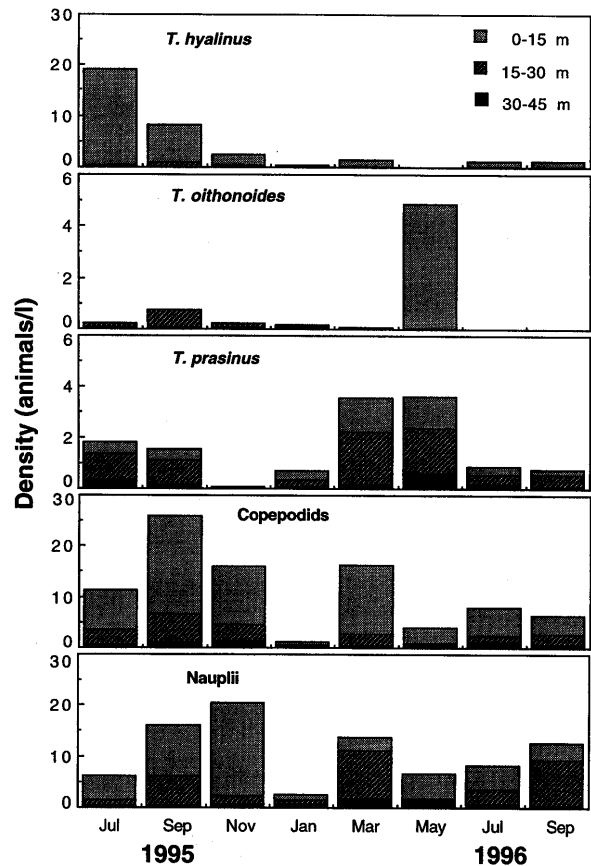 Density (animals/l)
T. hyalinus
0-15 m
15-30 m
30-45 m
30
20
10
0
T. oithonoides
6
4
2
0
T. prasinus
6
4
2
0
Copepodids
30
20
10
0
Nauplii
30
20
10
0
Jul Sep Nov Jan Mar May Jul Sep
1995 1996